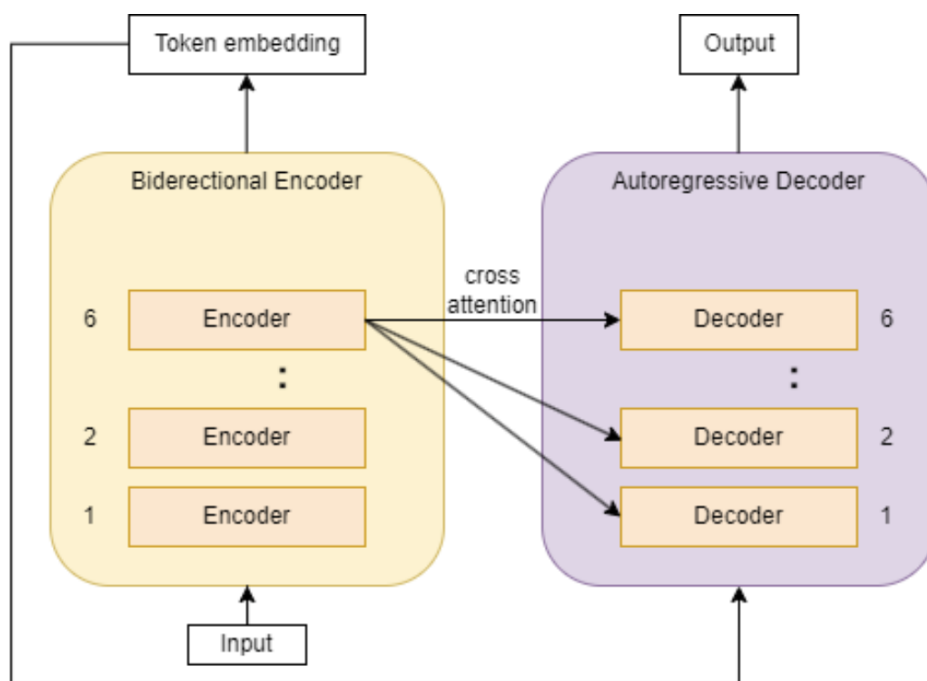 Token embedding
Output
Biderectional Encoder
Autoregressive Decoder
cross
attention
6
Encoder
Decoder
6
:
:
2
Encoder
Decoder
2
1
Encoder
Decoder
1
Input